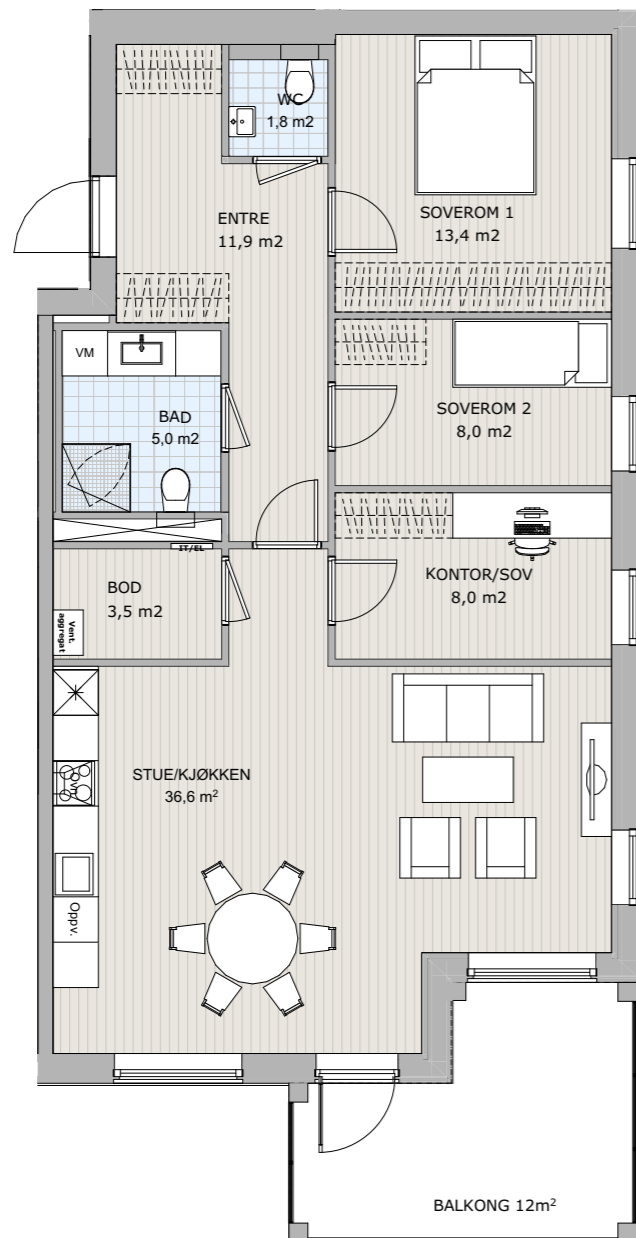 WC
1,8 m2
ENTRE
11,9 m2
SOVEROM 1
13,4 m2
VM
BAD
5,0 m2
SOVEROM 2
8,0 m2
IT/EL
BOD
3,5 m2
KONTOR/SOV
8,0 m2
Vent.
aggregat
STUE/KJØKKEN
36,6 m²
Ovn
Oppv.
BALKONG 12m²